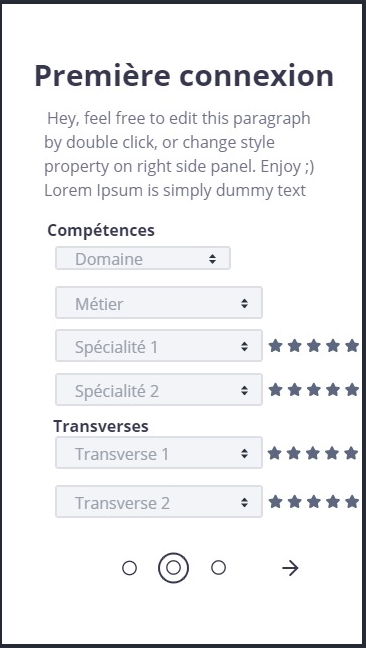 Première connexion
Hey, feel free to edit this paragraph
by double click, or change style
property on right side panel. Enjoy ;)
Lorem Ipsum is simply dummy text
Compétences
Domaine
Métier
Spécialité 1
Spécialité 2
Transverses
Transverse 1
Transverse 2